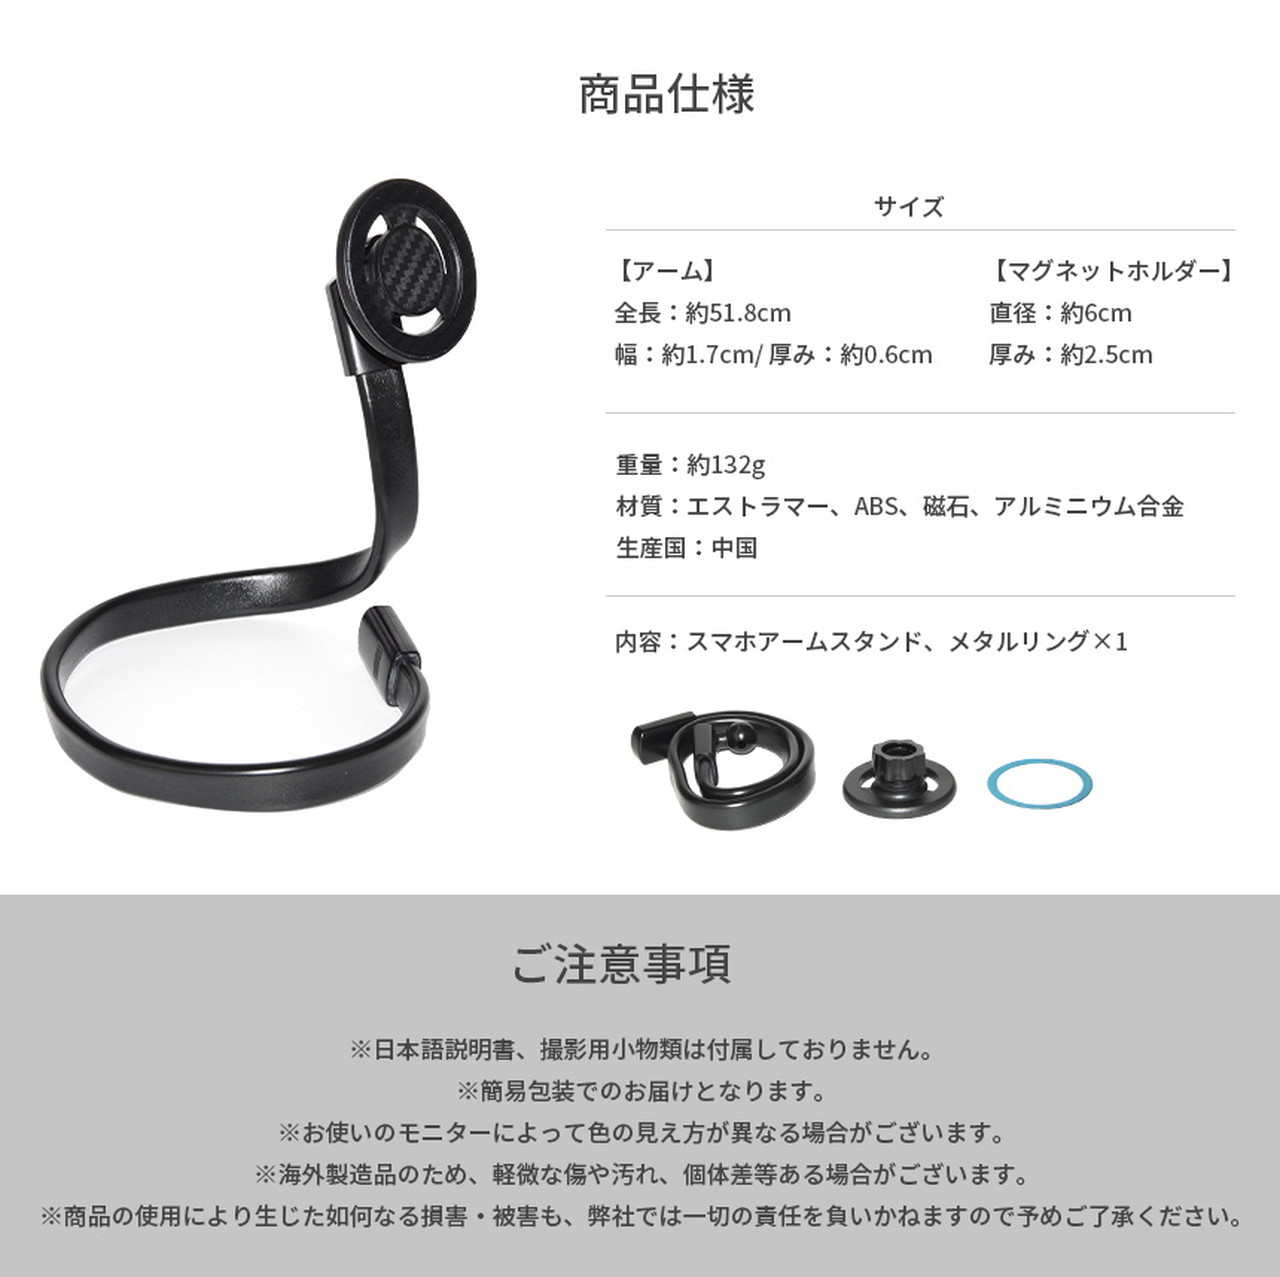 商品仕様
サイズ
【アーム】
全長：約51.8cm
幅：約1.7cm/ 厚み：約0.6cm
【マグネットホルダー】
直径：約6cm
厚み：約2.5cm
重量：約132g
材質：エストラマー、ABS、磁石、アルミニウム合金
生産国：中国
内容：スマホアームスタンド、メタルリング×1
ご注意事項
※日本語説明書、撮影用小物類は付属しておりません。
※簡易包装でのお届けとなります。
※お使いのモニターによって色の見え方が異なる場合がございます。
※海外製造品のため、軽微な傷や汚れ、個体差等ある場合がございます。
※商品の使用により生じた如何なる損害・被害も、弊社では一切の責任を負いかねますので予めご了承ください。